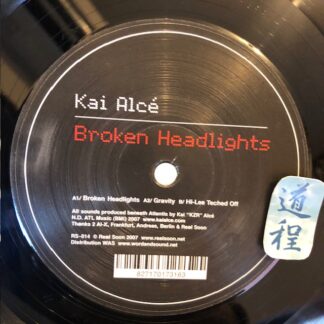 Kai Alcé
Broken Headlights
A1/ Broken Headlights A2/ Gravity B/ Hi-Lee Teched Off
All sounds produced beneath Atlantis by Kai "KZR" Alcé
N.D. ATL Music (BMI) 2007 www.kaialce.com
Thanks 2 Al-X, Frankfurt, Andreas, Berlin & Real Soon
RS-014 © Real Soon 2007 www.realsoon.net
Distribution WAS www.wordandsound.net
827170173163
道
程